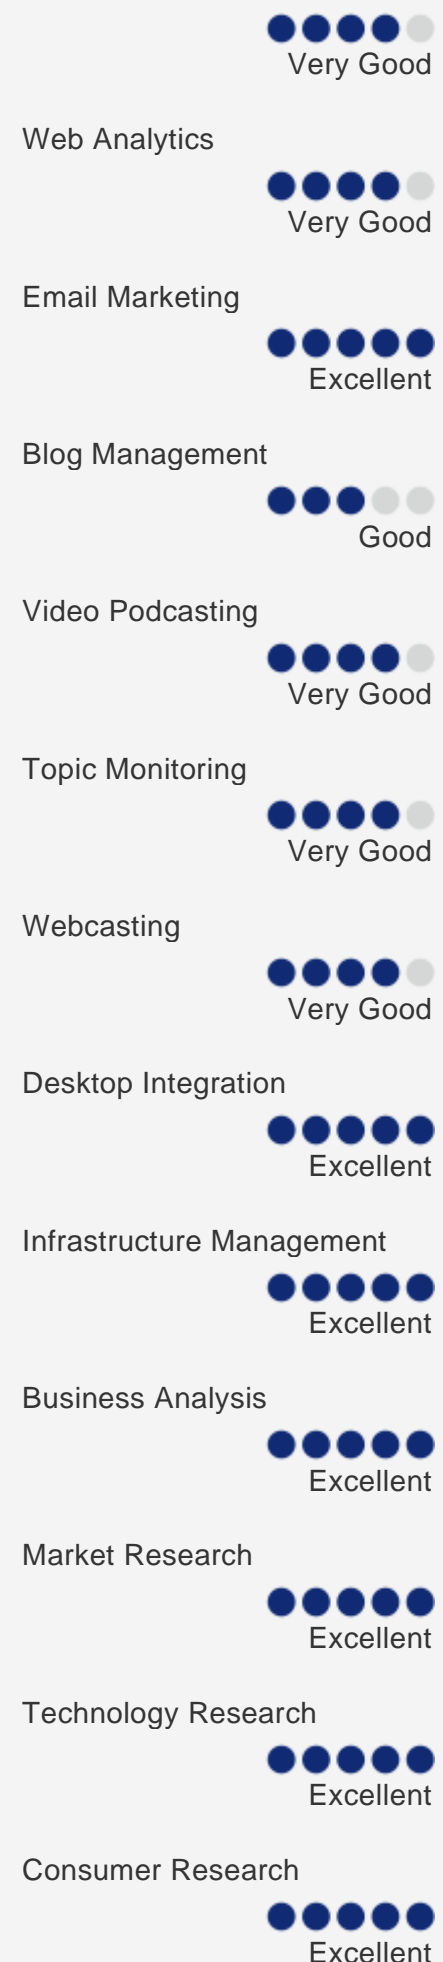 Very Good
Web Analytics
Very Good
Email Marketing
Excellent
Blog Management
Good
Video Podcasting
Very Good
Topic Monitoring
Very Good
Webcasting
Very Good
Desktop Integration
Excellent
Infrastructure Management
Excellent
Business Analysis
Excellent
Market Research
Excellent
Technology Research
Excellent
Consumer Research
Excellent